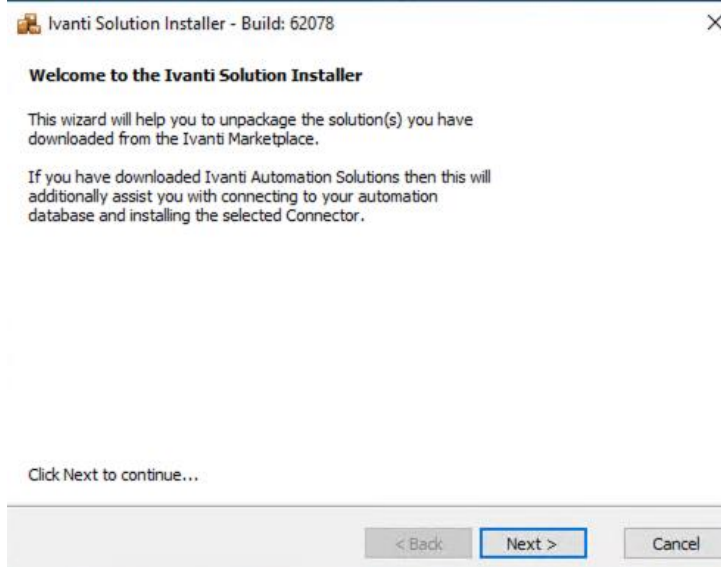 Ivanti Solution Installer - Build: 62078
Welcome to the Ivanti Solution Installer
This wizard will help you to unpackage the solution(s) you have
downloaded from the Ivanti Marketplace.
If you have downloaded Ivanti Automation Solutions then this will
additionally assist you with connecting to your automation
database and installing the selected Connector.
Click Next to continue...
< Back Next > Cancel